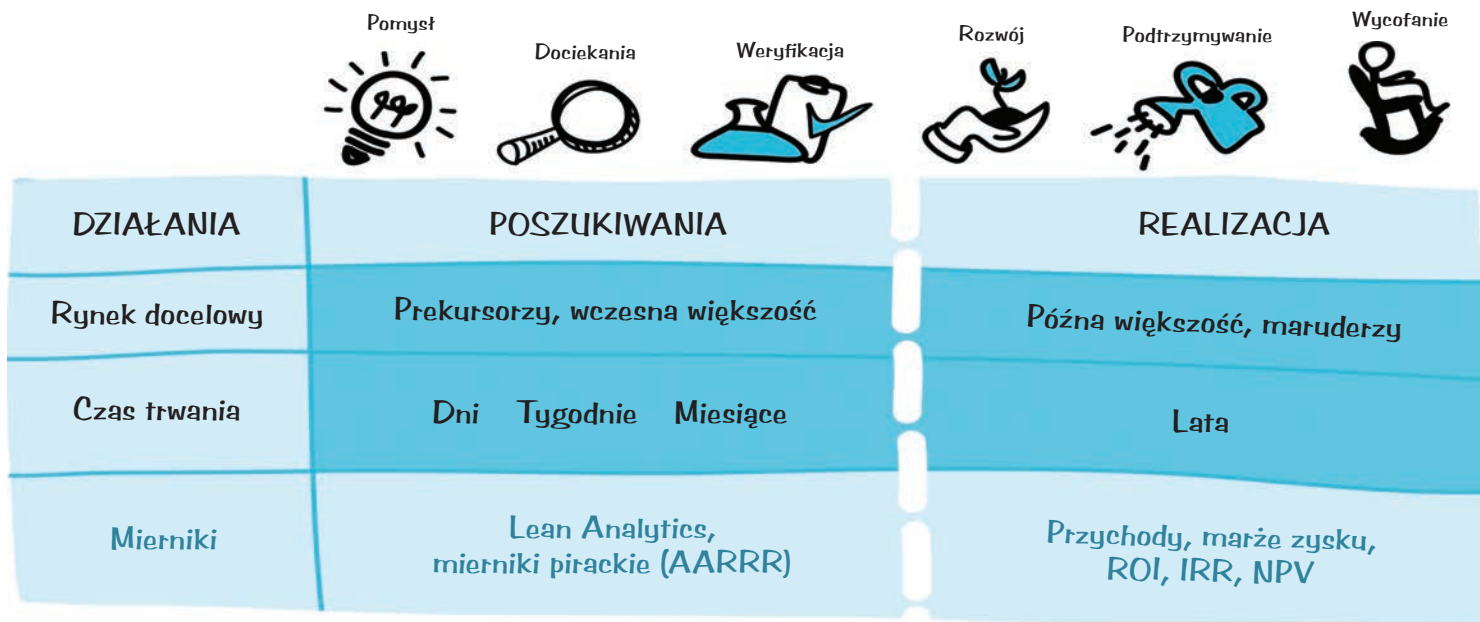 Pomysł
Dociekania
Weryfikacja
Rozwój
Podtrzymywanie
Wycofanie
DZIAŁANIA
POSZUKIWANIA
REALIZACJA
Rynek docelowy
Prekursorzy, wczesna większość
Późna większość, maruderzy
Czas trwania
Dni Tygodnie Miesiące
Lata
Mierniki
Lean Analytics,
mierniki pirackie (AARRR)
Przychody, marże zysku,
ROI, IRR, NPV